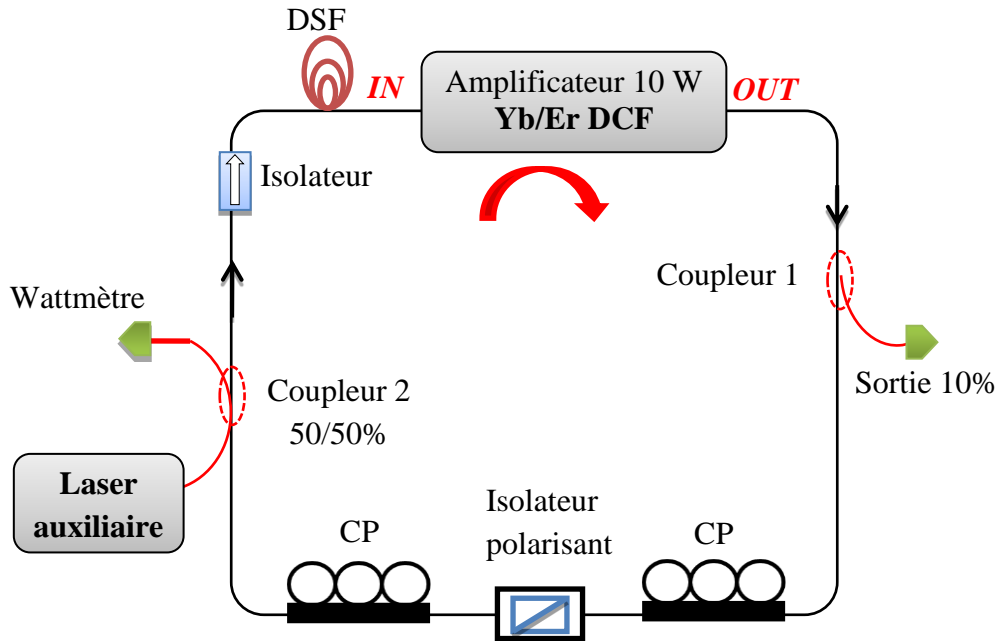 DSF
IN
Amplificateur 10 W
Yb/Er DCF
OUT
Isolateur
Coupleur 1
Wattmètre
Sortie 10%
Coupleur 2
50/50%
Laser
auxiliaire
CP
Isolateur
polarisant
CP